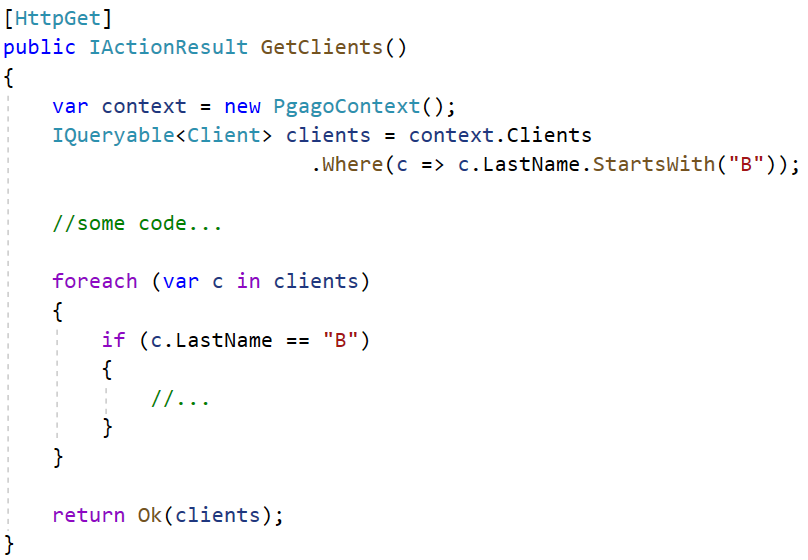 [HttpGet]
public IActionResult GetClients()
{
var context = new PgagoContext();
IQueryable<Client> clients = context.Clients
.Where(c => c.LastName.StartsWith("B"));
//some code...
foreach (var c in clients)
{
if (c.LastName == "B")
{
//...
}
}
return Ok(clients);
}